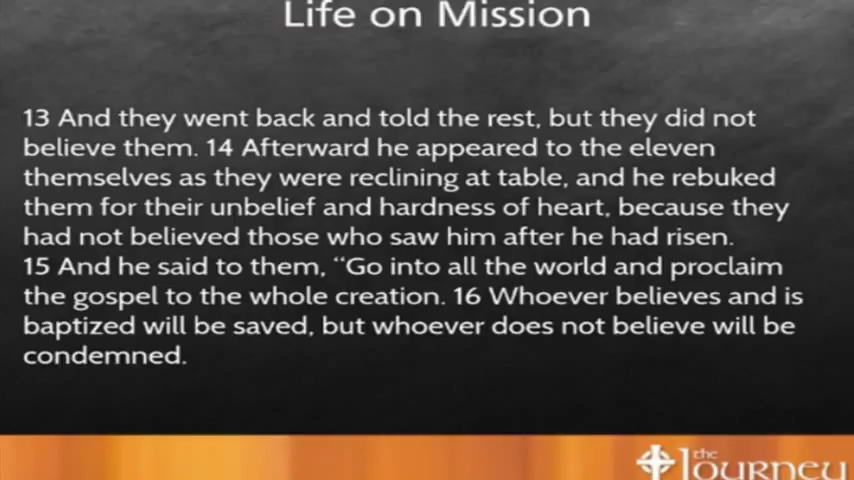 Life on Mission
13 And they went back and told the rest, but they did not
believe them. 14 Afterward he appeared to the eleven
themselves as they were reclining at table, and he rebuked
them for their unbelief and hardness of heart, because they
had not believed those who saw him after he had risen.
15 And he said to them, “Go into all the world and proclaim
the gospel to the whole creation. 16 Whoever believes and is
baptized will be saved, but whoever does not believe will be
condemned.
the
Journey